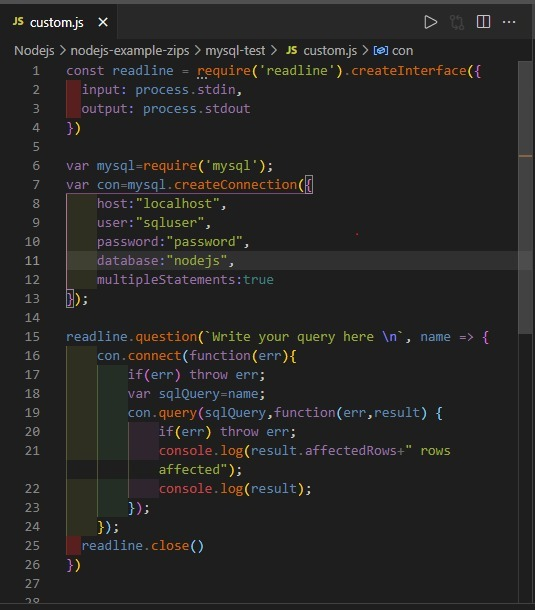 JS custom.js ×
Nodejs > nodejs-example-zips > mysql-test > JS custom.js > con
1 const readline = require('readline').createInterface({
2   input: process.stdin,
3   output: process.stdout
4 })
5
6 var mysql=require('mysql');
7 var con=mysql.createConnection({
8     host:"localhost",
9     user:"sqluser",
10     password:"password",
11     database:"nodejs",
12     multipleStatements:true
13 });
14
15 readline.question(`Write your query here \n`, name => {
16     con.connect(function(err){
17         if(err) throw err;
18         var sqlQuery=name;
19         con.query(sqlQuery,function(err,result) {
20             if(err) throw err;
21             console.log(result.affectedRows+" rows
            affected");
22             console.log(result);
23         });
24     });
25   readline.close()
26 })
27
28